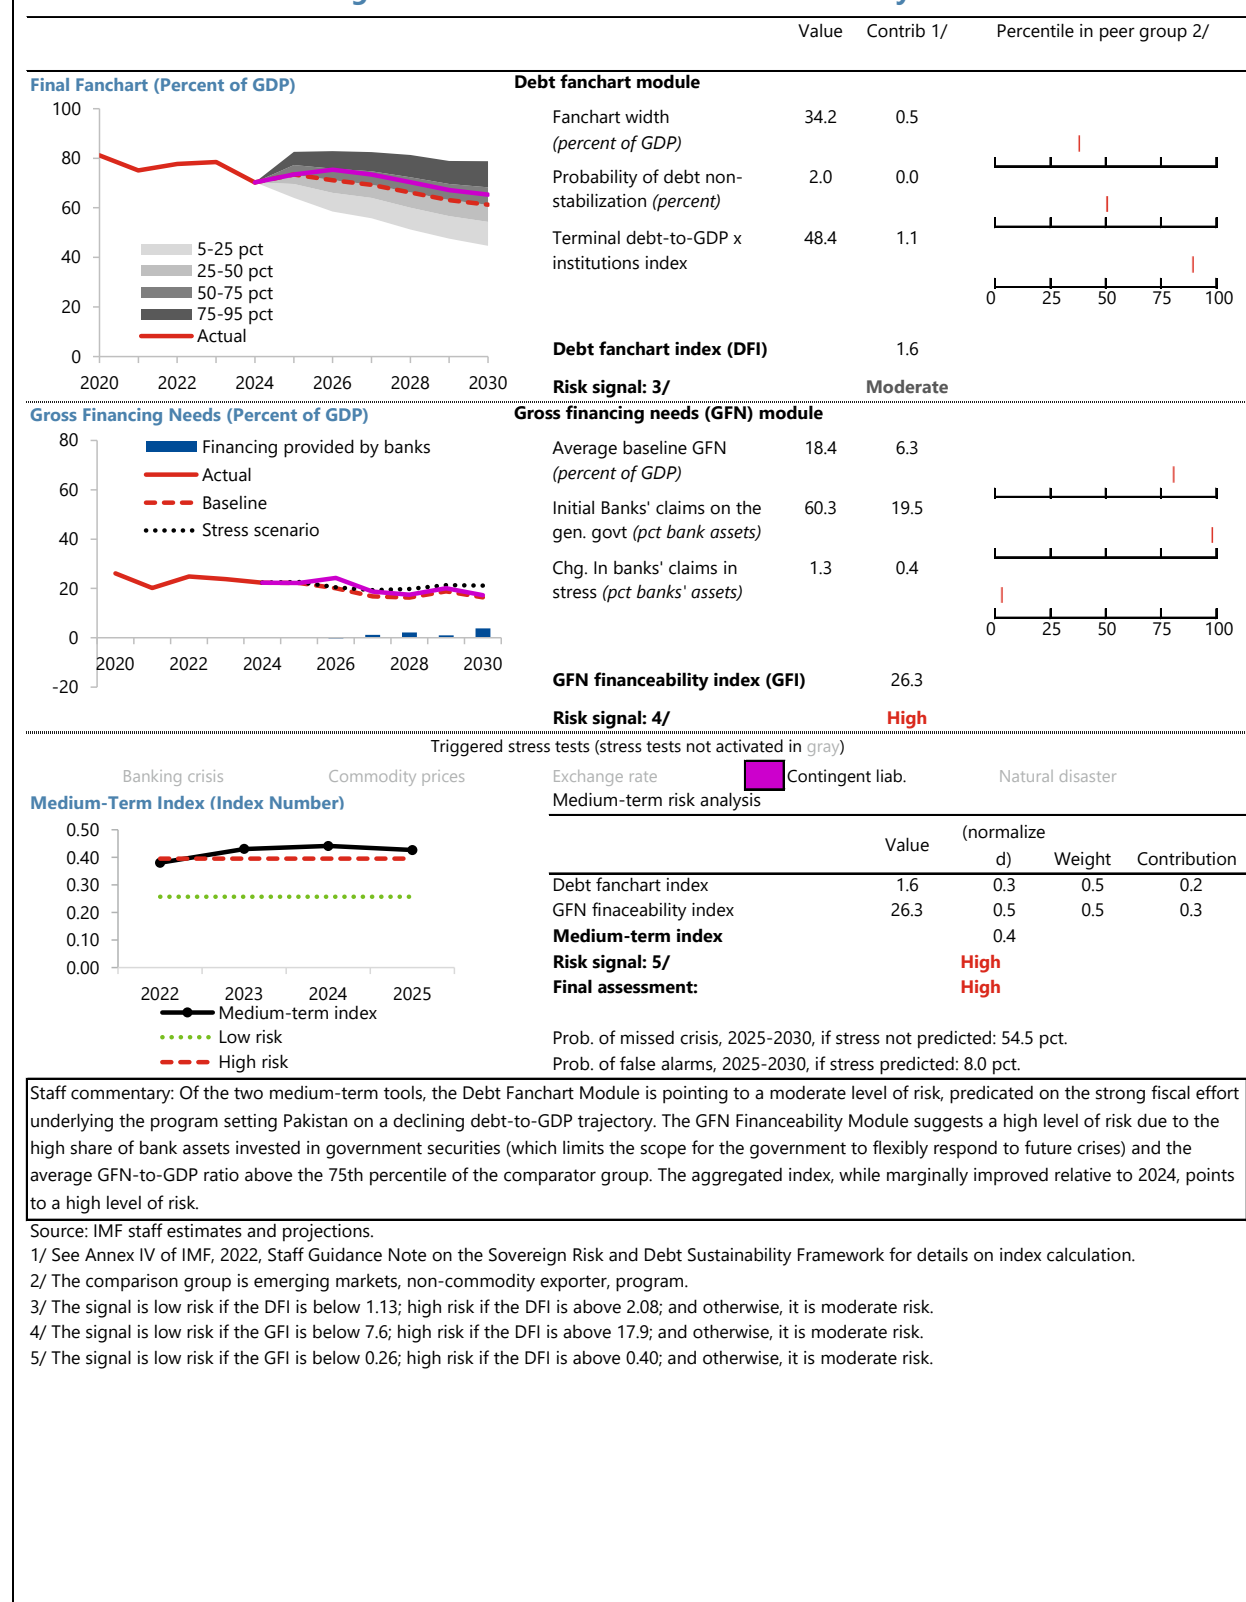 Value Contrib 1/ Percentile in peer group 2/
Final Fanchart (Percent of GDP)
100
80
60
40
20
0
5-25 pct
25-50 pct
50-75 pct
75-95 pct
Actual
2020 2022 2024 2026 2028 2030
Debt fanchart module
Fanchart width 34.2 0.5
(percent of GDP)
Probability of debt non- 2.0 0.0
stabilization (percent)
Terminal debt-to-GDP x 48.4 1.1
institutions index
0 25 50 75 100
Debt fanchart index (DFI) 1.6
Risk signal: 3/ Moderate
Gross Financing Needs (Percent of GDP)
80
60
40
20
0
-20
Financing provided by banks
Actual
Baseline
Stress scenario
2020 2022 2024 2026 2028 2030
Gross financing needs (GFN) module
Average baseline GFN 18.4 6.3
(percent of GDP)
Initial Banks' claims on the 60.3 19.5
gen. govt (pct bank assets)
Chg. In banks' claims in 1.3 0.4
stress (pct banks' assets)
0 25 50 75 100
GFN financeability index (GFI) 26.3
Risk signal: 4/ High
Triggered stress tests (stress tests not activated in gray)
Banking crisis Commodity prices Exchange rate Contingent liab. Natural disaster
Medium-Term Index (Index Number)
0.50
0.40
0.30
0.20
0.10
0.00
2022 2023 2024 2025
Medium-term index
Low risk
High risk
Medium-term risk analysis
Value (normalize
d) Weight Contribution
Debt fanchart index 1.6 0.3 0.5 0.2
GFN finaceability index 26.3 0.5 0.5 0.3
Medium-term index 0.4
Risk signal: 5/ High
Final assessment: High
Prob. of missed crisis, 2025-2030, if stress not predicted: 54.5 pct.
Prob. of false alarms, 2025-2030, if stress predicted: 8.0 pct.
Staff commentary: Of the two medium-term tools, the Debt Fanchart Module is pointing to a moderate level of risk, predicated on the strong fiscal effort
underlying the program setting Pakistan on a declining debt-to-GDP trajectory. The GFN Financeability Module suggests a high level of risk due to the
high share of bank assets invested in government securities (which limits the scope for the government to flexibly respond to future crises) and the
average GFN-to-GDP ratio above the 75th percentile of the comparator group. The aggregated index, while marginally improved relative to 2024, points
to a high level of risk.
Source: IMF staff estimates and projections.
1/ See Annex IV of IMF, 2022, Staff Guidance Note on the Sovereign Risk and Debt Sustainability Framework for details on index calculation.
2/ The comparison group is emerging markets, non-commodity exporter, program.
3/ The signal is low risk if the DFI is below 1.13; high risk if the DFI is above 2.08; and otherwise, it is moderate risk.
4/ The signal is low risk if the GFI is below 7.6; high risk if the DFI is above 17.9; and otherwise, it is moderate risk.
5/ The signal is low risk if the GFI is below 0.26; high risk if the DFI is above 0.40; and otherwise, it is moderate risk.